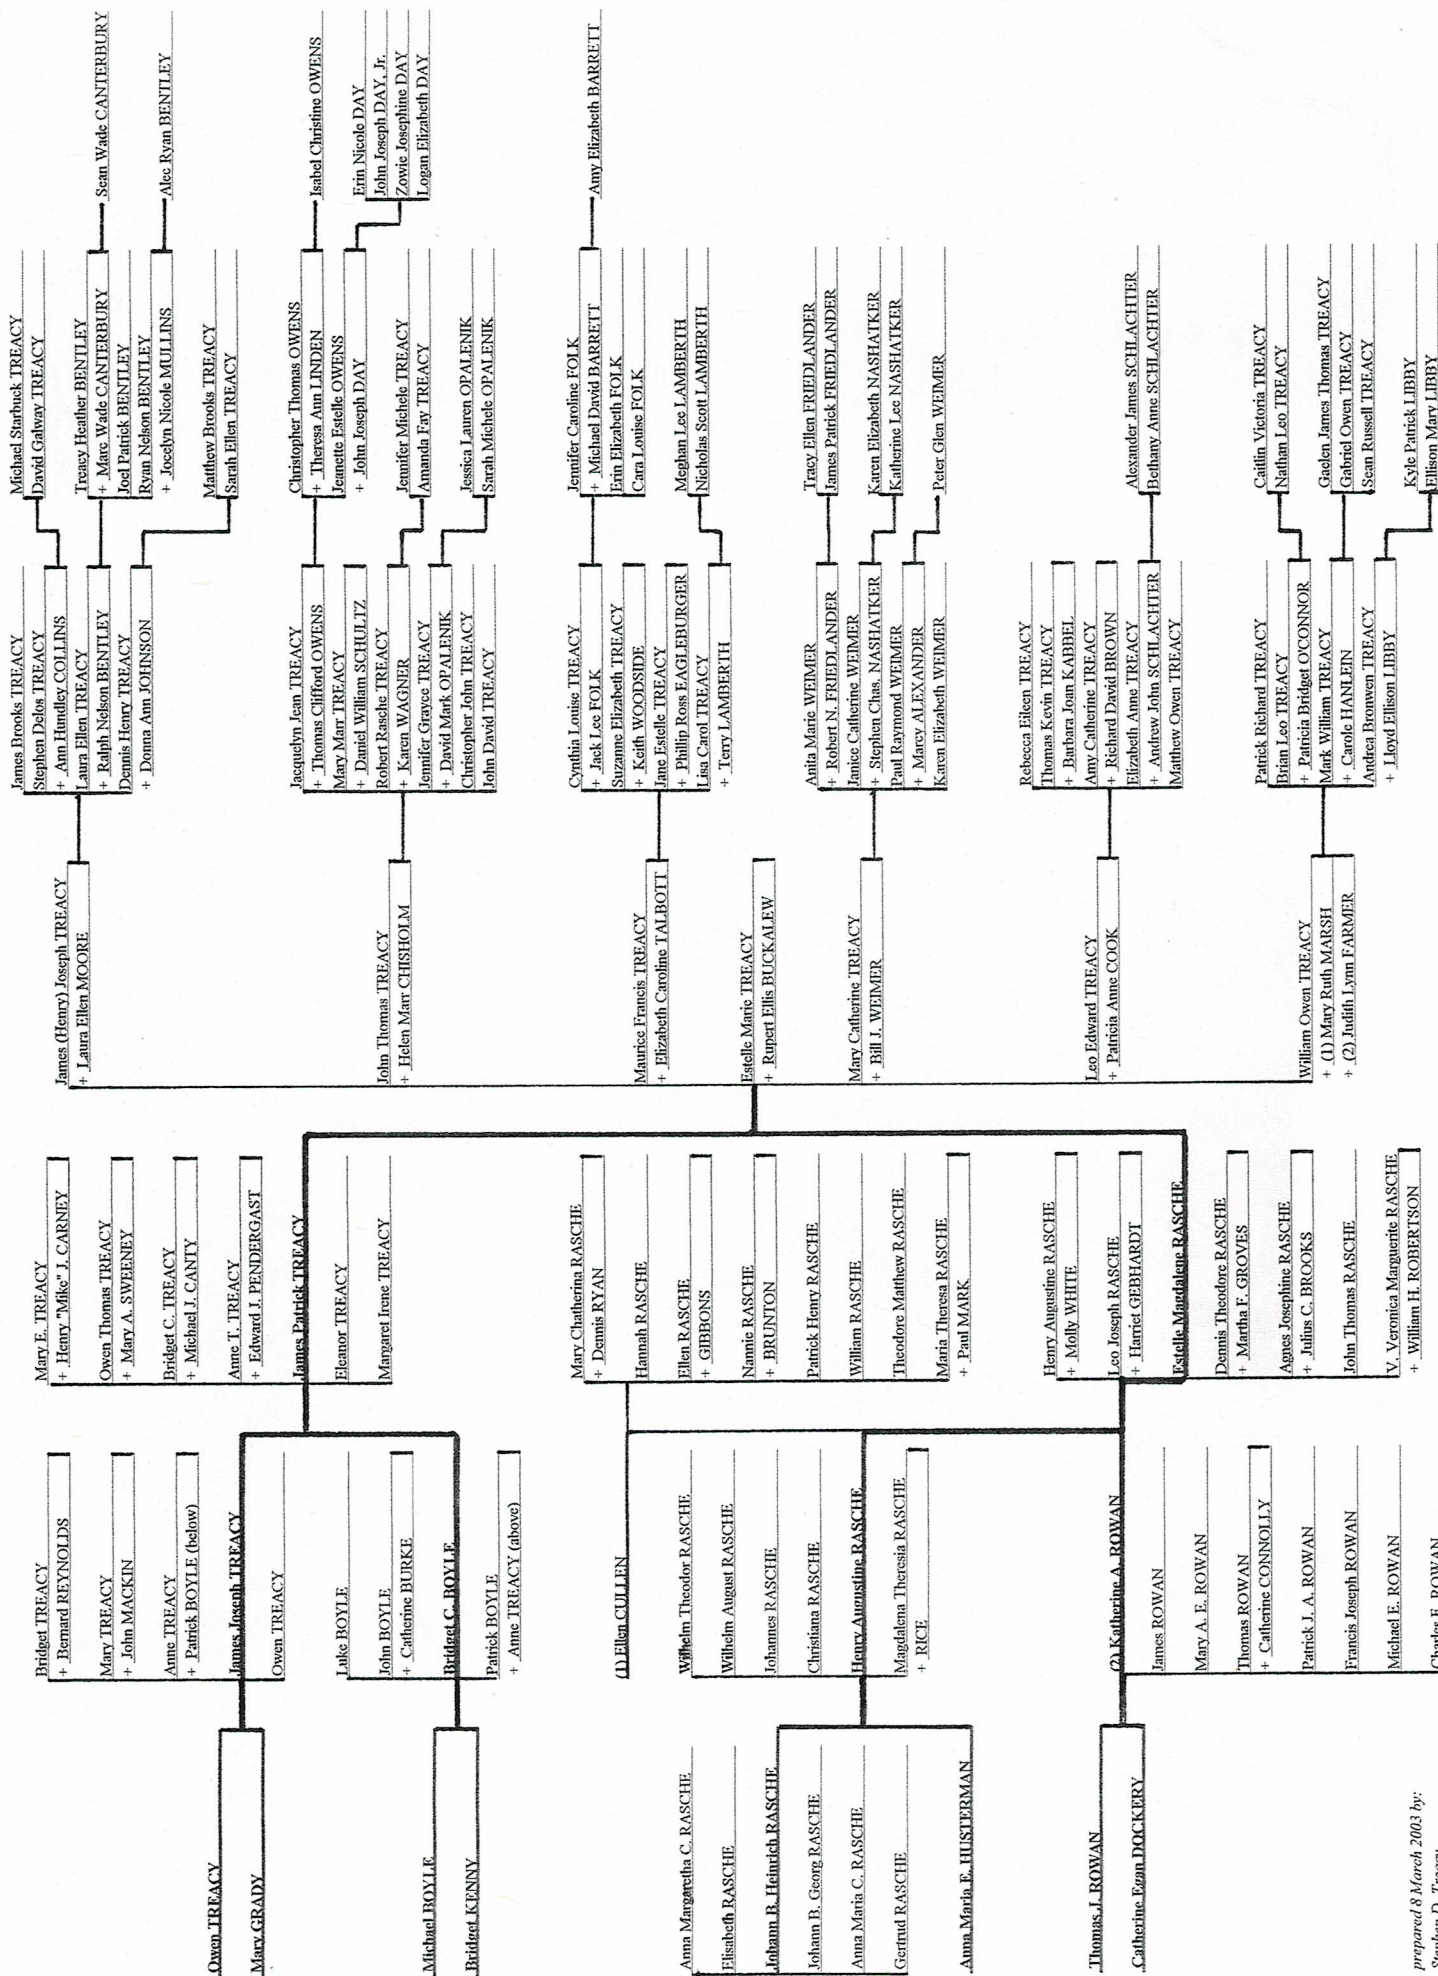 Owen TREACY
Mary GRADY
Michael BOYLE
Bridget KENNY
Anna Margaretha C. RASCHE
Elisabeth RASCHE
Johann B. Heinrich RASCHE
Johann B. Georg RASCHE
Anna Maria C. RASCHE
Gertrud RASCHE
Anna Maria E. HUSTERMAN
Thomas J. ROWAN
Catherine Egan DOCKERY
prepared 8 March 2003 by:
Stephen D. Treacy
Bridget TREACY
+ Bernard REYNOLDS
Mary TREACY
+ John MACKIN
Anne TREACY
+ Patrick BOYLE (below)
James Joseph TREACY
Owen TREACY
Luke BOYLE
John BOYLE
+ Catherine BURKE
Bridget C. BOYLE
Patrick BOYLE
+ Anne TREACY (above)
(1) Ellen CULLEN
Wilhelm Theodor RASCHE
Wilhelm August RASCHE
Johannes RASCHE
Christiana RASCHE
Henry Augustine RASCHE
Magdalena Theresia RASCHE
+ RICE
(2) Katherine A. ROWAN
James ROWAN
Mary A. E. ROWAN
Thomas ROWAN
+ Catherine CONNOLLY
Patrick J. A. ROWAN
Francis Joseph ROWAN
Michael E. ROWAN
Charles F. ROWAN
Mary E. TREACY
+ Henry "Mike" J. CARNEY
Owen Thomas TREACY
+ Mary A. SWEENEY
Bridget C. TREACY
+ Michael J. CANTY
Anne T. TREACY
+ Edward J. PENDERGAST
James Patrick TREACY
Eleanor TREACY
Margaret Irene TREACY
Mary Chatherina RASCHE
+ Dennis RYAN
Hannah RASCHE
Ellen RASCHE
+ GIBBONS
Nannie RASCHE
+ BRUNTON
Patrick Henry RASCHE
William RASCHE
Theodore Matthew RASCHE
Maria Theresa RASCHE
+ Paul MARK
Henry Augustine RASCHE
+ Molly WHITE
Leo Joseph RASCHE
+ Harriet GEBHARDT
Estelle Magdalene RASCHE
Dennis Theodore RASCHE
+ Martha F. GROVES
Agnes Josephine RASCHE
+ Julius C. BROOKS
John Thomas RASCHE
V. Veronica Marguerite RASCHE
+ William H. ROBERTSON
James (Henry) Joseph TREACY
+ Laura Ellen MOORE
John Thomas TREACY
+ Helen Marr CHISHOLM
Maurice Francis TREACY
+ Elizabeth Caroline TALBOTT
Estelle Marie TREACY
+ Rupert Ellis BUCKALEW
Mary Catherine TREACY
+ Bill J. WEIMER
Leo Edward TREACY
+ Patricia Anne COOK
William Owen TREACY
+ (1) Mary Ruth MARSH
+ (2) Judith Lynn FARMER
James Brooks TREACY
Stephen Delos TREACY
+ Ann Hundley COLLINS
Laura Ellen TREACY
+ Ralph Nelson BENTLEY
Dennis Henry TREACY
+ Donna Ann JOHNSON
Jacquelyn Jean TREACY
+ Thomas Clifford OWENS
Mary Marr TREACY
+ Daniel William SCHULTZ
Robert Rasche TREACY
+ Karen WAGNER
Jennifer Grayce TREACY
+ David Mark OPALENIK
Christopher John TREACY
John David TREACY
Cynthia Louise TREACY
+ Jack Lee FOLK
Suzanne Elizabeth TREACY
+ Keith WOODSIDE
Jane Estelle TREACY
+ Phillip Ross EAGLEBURGER
Lisa Carol TREACY
+ Terry LAMBERTH
Anita Marie WEIMER
+ Robert N. FRIEDLANDER
Janice Catherine WEIMER
+ Stephen Chas. NASHATKER
Paul Raymond WEIMER
+ Marcy ALEXANDER
Karen Elizabeth WEIMER
Rebecca Eileen TREACY
Thomas Kevin TREACY
+ Barbara Joan KABBEL
Amy Catherine TREACY
+ Richard David BROWN
Elizabeth Anne TREACY
+ Andrew John SCHLACHTER
Matthew Owen TREACY
Patrick Richard TREACY
Brian Leo TREACY
+ Patricia Bridget O'CONNOR
Mark William TREACY
+ Carole HANLEIN
Andrea Bronwen TREACY
+ Lloyd Ellison LIBBY
Michael Starbuck TREACY
David Galway TREACY
Treacy Heather BENTLEY
+ Marc Wade CANTERBURY
Joel Patrick BENTLEY
Ryan Nelson BENTLEY
+ Jocelyn Nicole MULLINS
Matthew Brooks TREACY
Sarah Ellen TREACY
Christopher Thomas OWENS
+ Theresa Ann LINDEN
Jeanette Estelle OWENS
+ John Joseph DAY
Jennifer Michele TREACY
Amanda Fay TREACY
Jessica Lauren OPALENIK
Sarah Michele OPALENIK
Jennifer Caroline FOLK
+ Michael David BARRETT
Erin Elizabeth FOLK
Cara Louise FOLK
Meghan Lee LAMBERTH
Nicholas Scott LAMBERTH
Tracy Ellen FRIEDLANDER
James Patrick FRIEDLANDER
Karen Elizabeth NASHATKER
Katherine Lee NASHATKER
Peter Glen WEIMER
Alexander James SCHLACHTER
Bethany Anne SCHLACHTER
Caitlin Victoria TREACY
Nathan Leo TREACY
Gaelen James Thomas TREACY
Gabriel Owen TREACY
Sean Russell TREACY
Kyle Patrick LIBBY
Ellison Mary LIBBY
Sean Wade CANTERBURY
Alec Ryan BENTLEY
Isabel Christine OWENS
Erin Nicole DAY
John Joseph DAY, Jr.
Zowie Josephine DAY
Logan Elizabeth DAY
Amy Elizabeth BARRETT